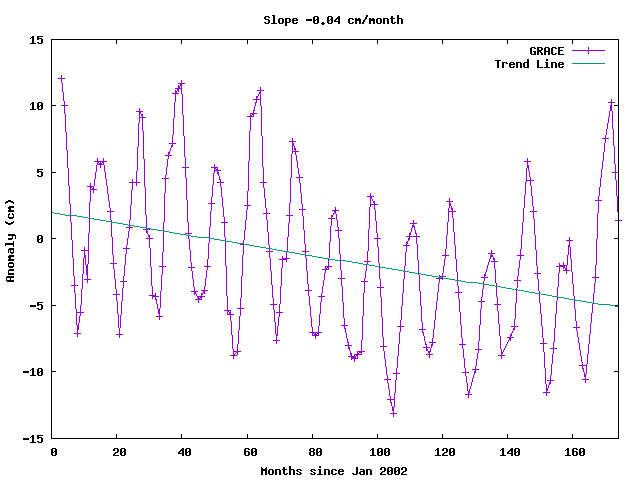 Slope -0.04 cm/month
GRACE
Trend Line
15
10
5
0
-5
-10
-15
Anomaly (cm)
0 20 40 60 80 100 120 140 160
Months since Jan 2002